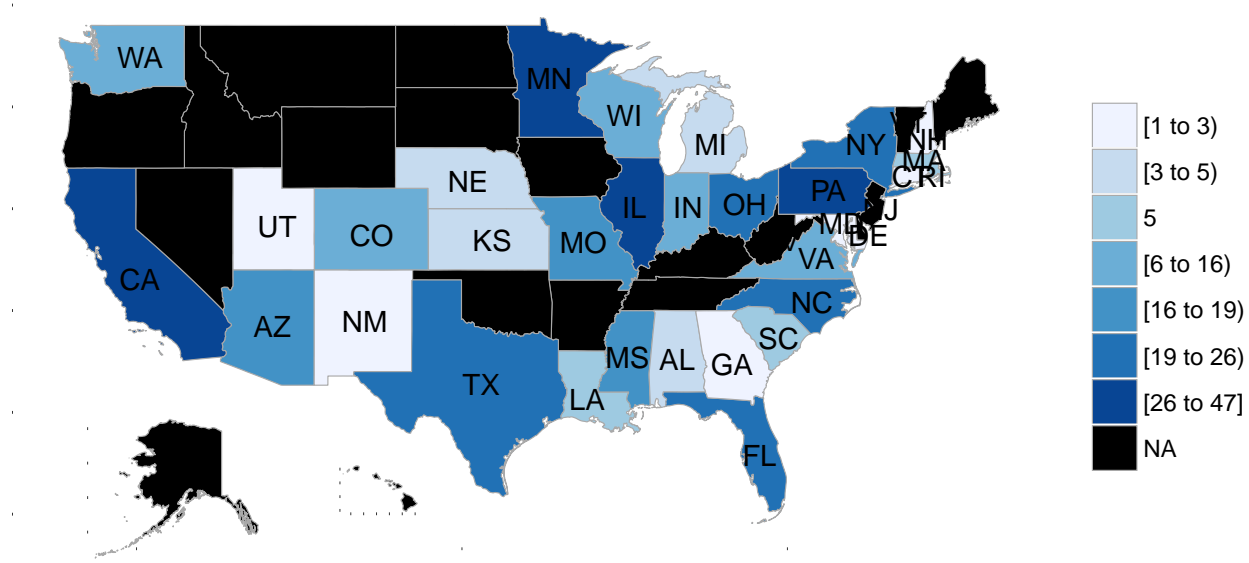 WA
MN
WI
MI
NY
VT
NH
MA
CT
RI
NE
IL
IN
OH
PA
NJ
MD
DE
UT
CO
KS
MO
VA
CA
AZ
NM
NC
TX
MS
AL
GA
SC
LA
FL
[1 to 3)
[3 to 5)
5
[6 to 16)
[16 to 19)
[19 to 26)
[26 to 47]
NA